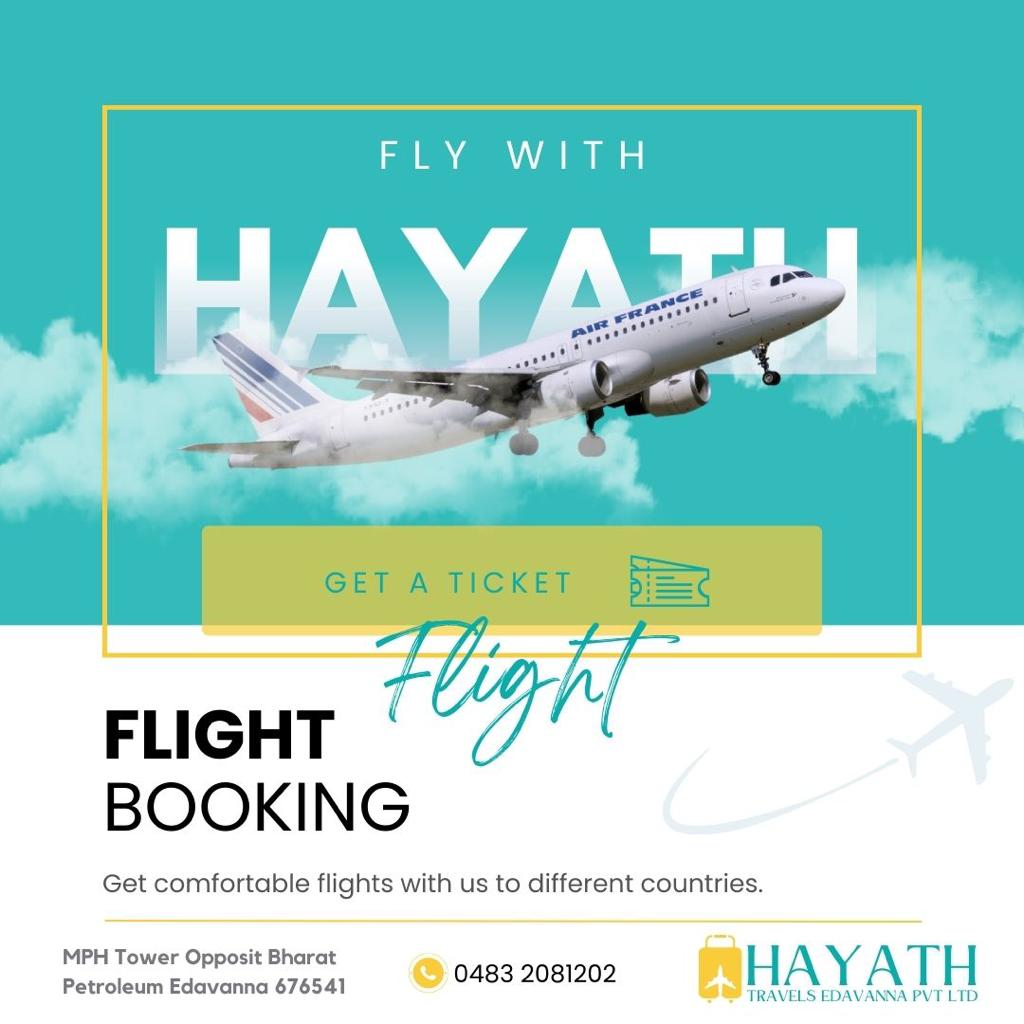 FLY WITH
HAYATH
AIR FRANCE
GET A TICKET
Flight
FLIGHT
BOOKING
Get comfortable flights with us to different countries.
MPH Tower Opposit Bharat
Petroleum Edavanna 676541
0483 2081202
HAYATH
TRAVELS EDAVANNA PVT LTD